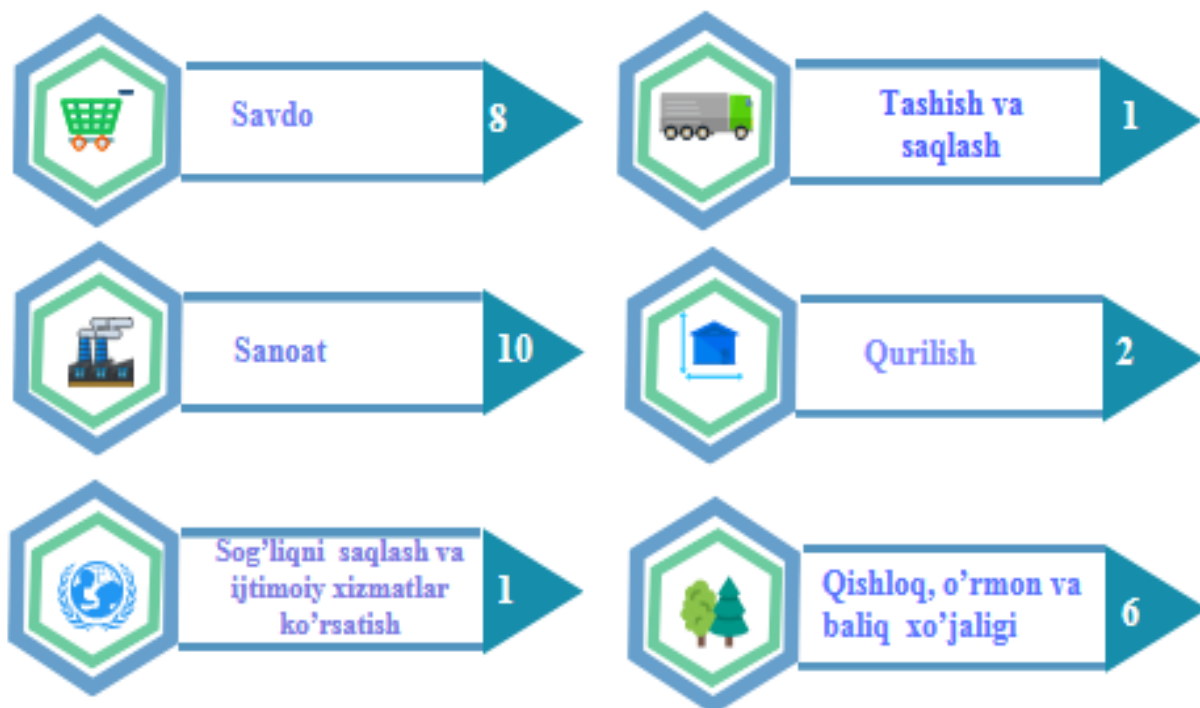 Savdo
8
Tashish va
saqlash
1
Sanoat
10
Qurilish
2
Sog’liqni saqlash va
ijtimoiy xizmatlar
ko’rsatish
1
Qishloq, o’rmon va
baliq xo’jaligi
6